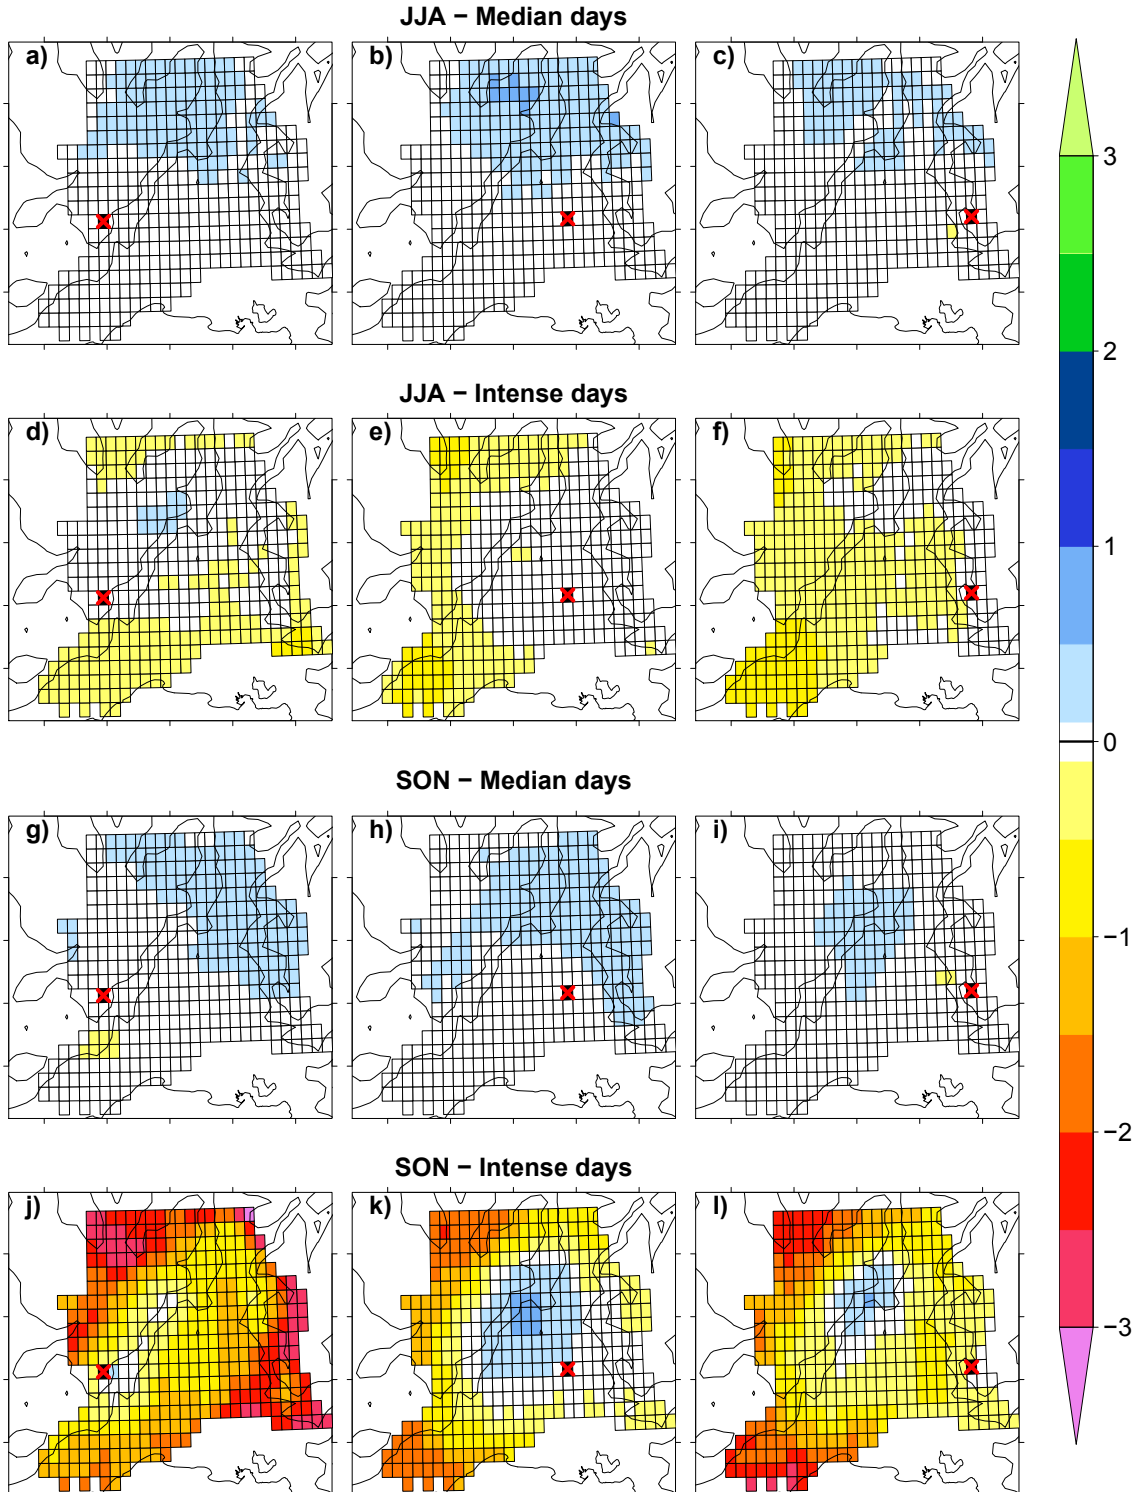 JJA − Median days
a)
b)
c)
JJA − Intense days
d)
e)
f)
SON − Median days
g)
h)
i)
SON − Intense days
j)
k)
l)
3
2
1
0
−1
−2
−3